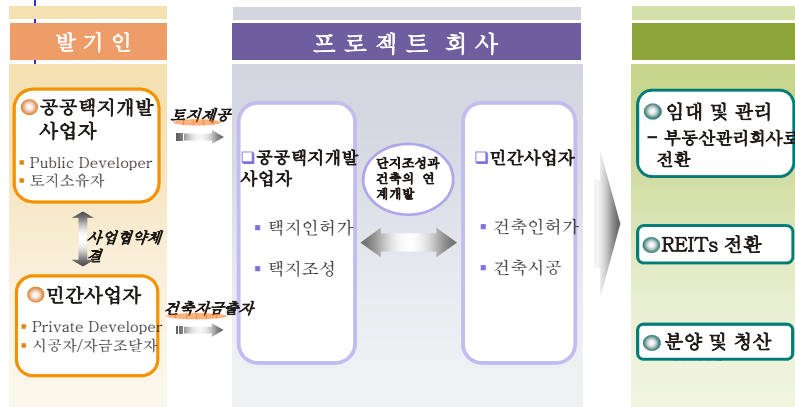 발 기 인
프 로 젝 트 회 사
공공택지개발
사업자
▪ Public Developer
▪ 토지소유자
사업협약체
결
민간사업자
▪ Private Developer
▪ 시공자/자금조달자
토지제공
건축자금출자
❑공공택지개발
사업자
▪ 택지인허가
▪ 택지조성
단지조성과
건축의 연
계개발
❑민간사업자
▪ 건축인허가
▪ 건축시공
임대 및 관리
- 부동산관리회사로
전환
REITs 전환
분양 및 청산